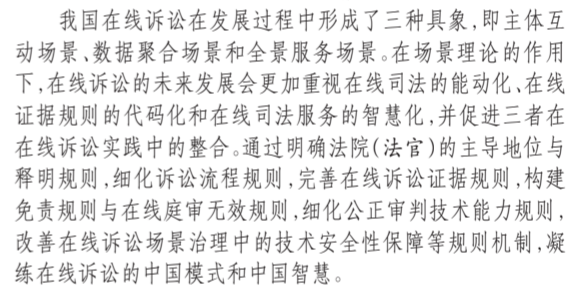 我国在线诉讼在发展过程中形成了三种具象,即主体互
动场景、数据聚合场景和全景服务场景。在场景理论的作用
下,在线诉讼的未来发展会更加重视在线司法的能动化、在线
证据规则的代码化和在线司法服务的智慧化,并促进三者在
在线诉讼实践中的整合。通过明确法院(法官)的主导地位与
释明规则,细化诉讼流程规则,完善在线诉讼证据规则,构建
免责规则与在线庭审无效规则,细化公正审判技术能力规则,
改善在线诉讼场景治理中的技术安全性保障等规则机制,凝
练在线诉讼的中国模式和中国智慧。